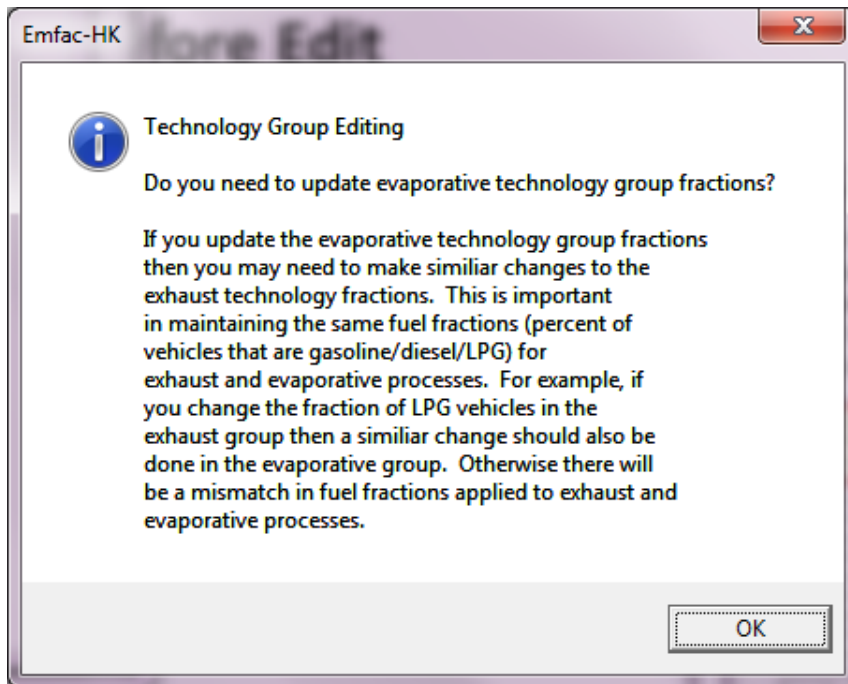 fore Edit
Emfac-HK
Technology Group Editing
Do you need to update evaporative technology group fractions?
If you update the evaporative technology group fractions
then you may need to make similiar changes to the
exhaust technology fractions.  This is important
in maintaining the same fuel fractions (percent of
vehicles that are gasoline/diesel/LPG) for
exhaust and evaporative processes.  For example, if
you change the fraction of LPG vehicles in the
exhaust group then a similiar change should also be
done in the evaporative group.  Otherwise there will
be a mismatch in fuel fractions applied to exhaust and
evaporative processes.
OK